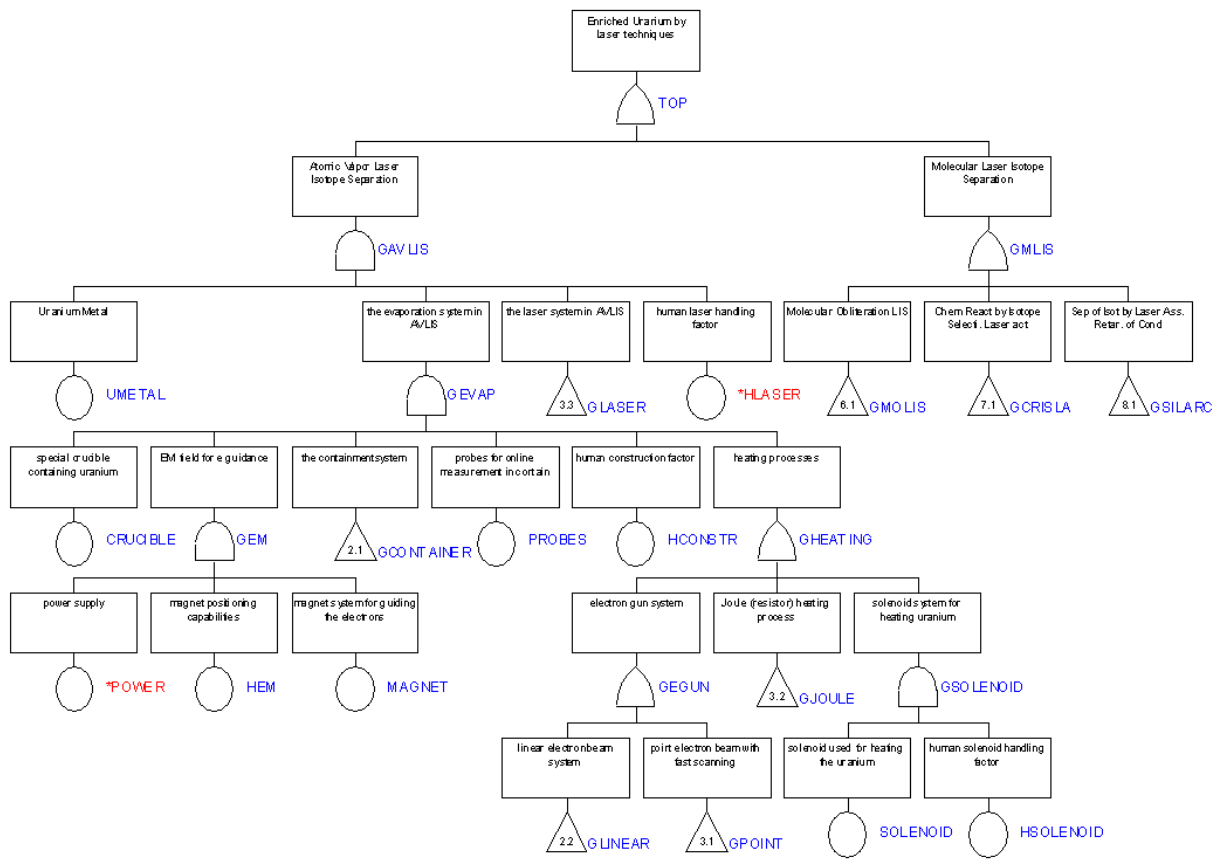 Enriched Uranium by
laser techniques
TOP
Atomic Vapor Laser
Isotope Separation
Molecular Laser Isotope
Separation
GAVLIS
GMLIS
Uranium Metal
the evaporation system in
AVLIS
the laser system in AVLIS
human laser handling
factor
Molecular Obliteration LIS
Chem React by Isotope
Selecti. Laser act
Sep of Isot by Laser Ass.
Retar. of Cond
UMETAL
GEVAP
3.3
GLASER
*HLASER
6.1
GMOLIS
7.1
GCRISLA
8.1
GSILARC
special crucible
containing uranium
EM field for e guidance
the containment system
probes for online
measurement in cortain
human construction factor
heating processes
CRUCIBLE
GEM
2.1
GCONTAINER
PROBES
HCONSTR
GHEATING
power supply
magnet positioning
capabilities
magnet system for guiding
the electrons
electron gun system
Joule (resistor) heating
process
solenoid system for
heating uranium
*POWER
HEM
MAGNET
GEGUN
3.2
GJOULE
GSOLENOID
linear electron beam
system
point electron beam with
fast scanning
solenoid used for heating
the uranium
human solenoid handling
factor
2.2
GLINEAR
3.1
GPOINT
SOLENOID
HSOLENOID